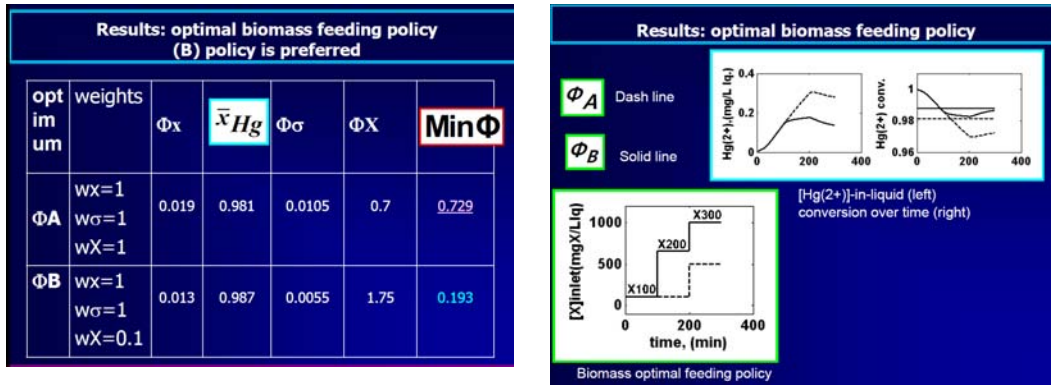 Results: optimal biomass feeding policy
(B) policy is preferred
opt
im
um
weights
Φx
x̅Hg
Φσ
ΦX
MinΦ
ΦA
wx=1
wσ=1
wX=1
0.019
0.981
0.0105
0.7
0.729
ΦB
wx=1
wσ=1
wX=0.1
0.013
0.987
0.0055
1.75
0.193
Results: optimal biomass feeding policy
ΦA Dash line
ΦB Solid line
Hg(2+),(mg/L lq.)
0.4
0.2
0
0 200 400
Hg(2+) conv.
1
0.98
0.96
0 200 400
[Hg(2+)]-in-liquid (left)
conversion over time (right)
[X]inlet(mgX/Llq)
1000
500
0
X100
X200
X300
0 200 400
time, (min)
Biomass optimal feeding policy